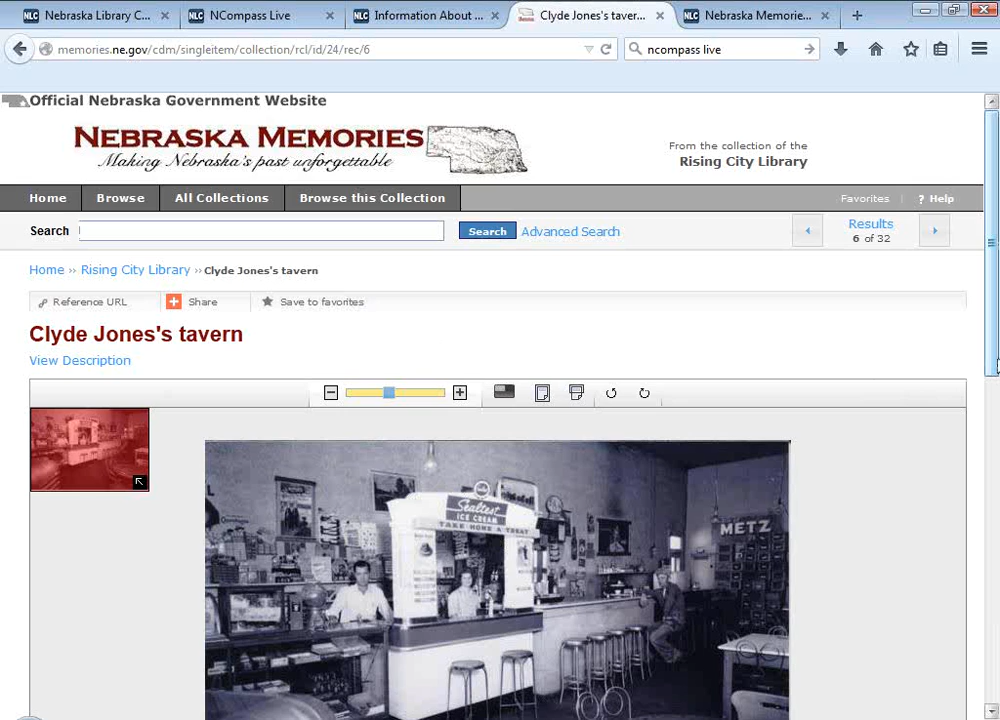 Nebraska Library C...
NCompass Live
Information About ...
Clyde Jones's taver...
Nebraska Memorie...
memories.ne.gov/cdm/singleitem/collection/rcl/id/24/rec/6
ncompass live
Official Nebraska Government Website
NEBRASKA MEMORIES
Making Nebraska's past unforgettable
From the collection of the
Rising City Library
Home
Browse
All Collections
Browse this Collection
Favorites
? Help
Search
Search
Advanced Search
Results
6 of 32
Home ›› Rising City Library ›› Clyde Jones's tavern
Reference URL
Share
Save to favorites
Clyde Jones's tavern
View Description
Sealtest
ICE CREAM
TAKE HOME A TREAT
METZ